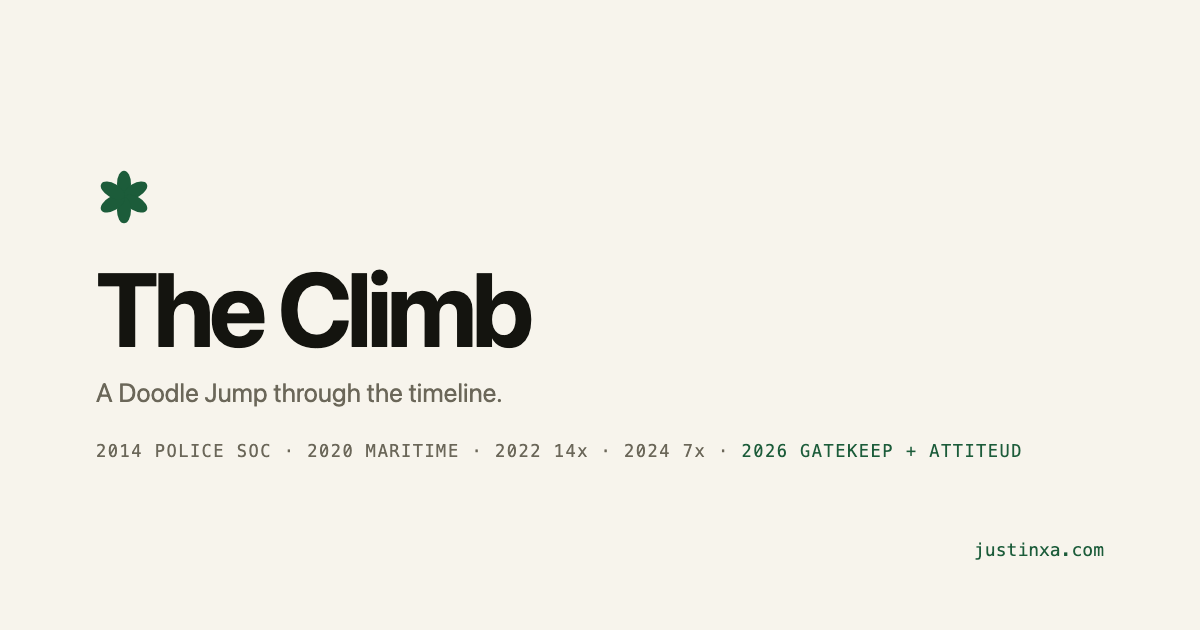 The Climb
A Doodle Jump through the timeline.
2014 POLICE SOC · 2020 MARITIME · 2022 14x · 2024 7x · 2026 GATEKEEP + ATTITEUD
justinxa.com